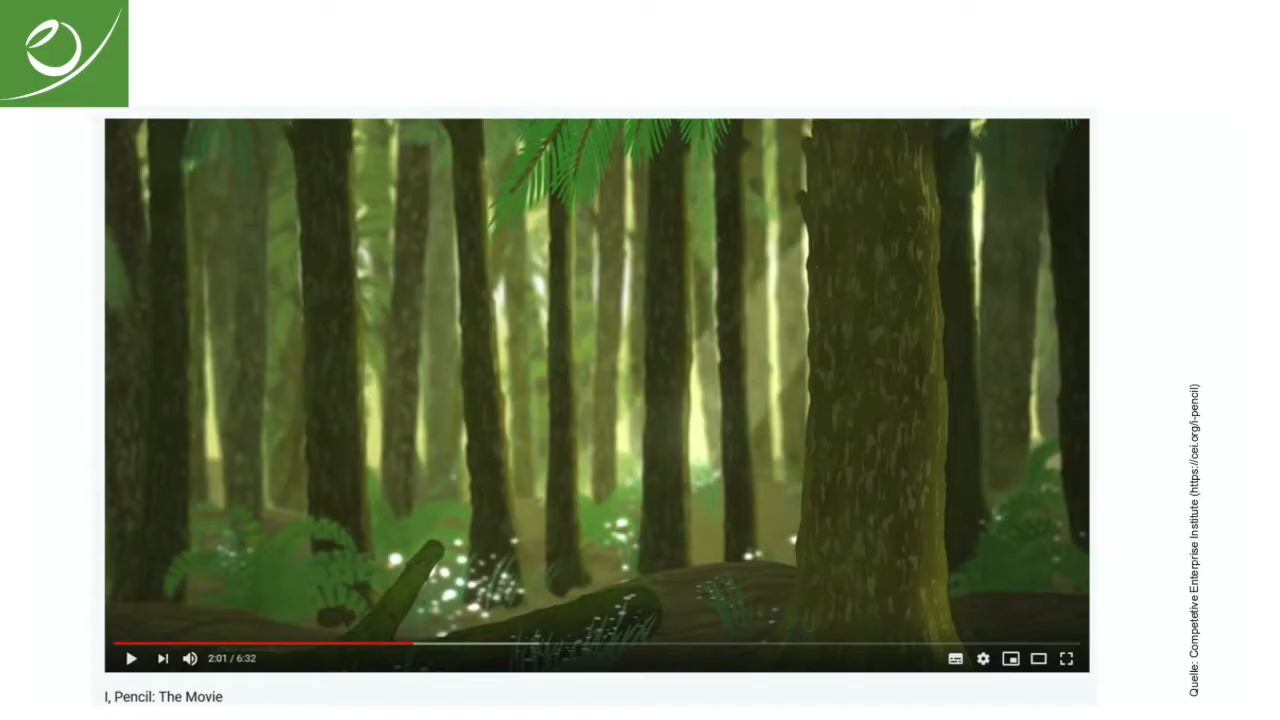 2:01 / 6:32
I, Pencil: The Movie
Quelle: Competetive Enterprise Institute (https://cei.org/i-pencil)